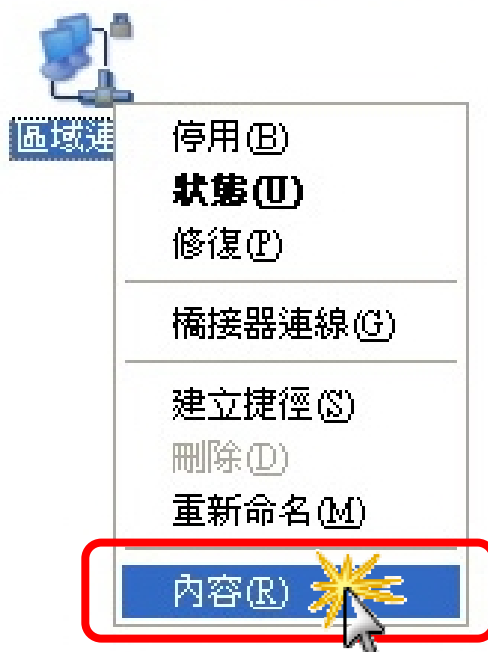 區域連
停用(B)
狀態(U)
修復(P)
橋接器連線(G)
建立捷徑(S)
刪除(D)
重新命名(M)
內容(R)